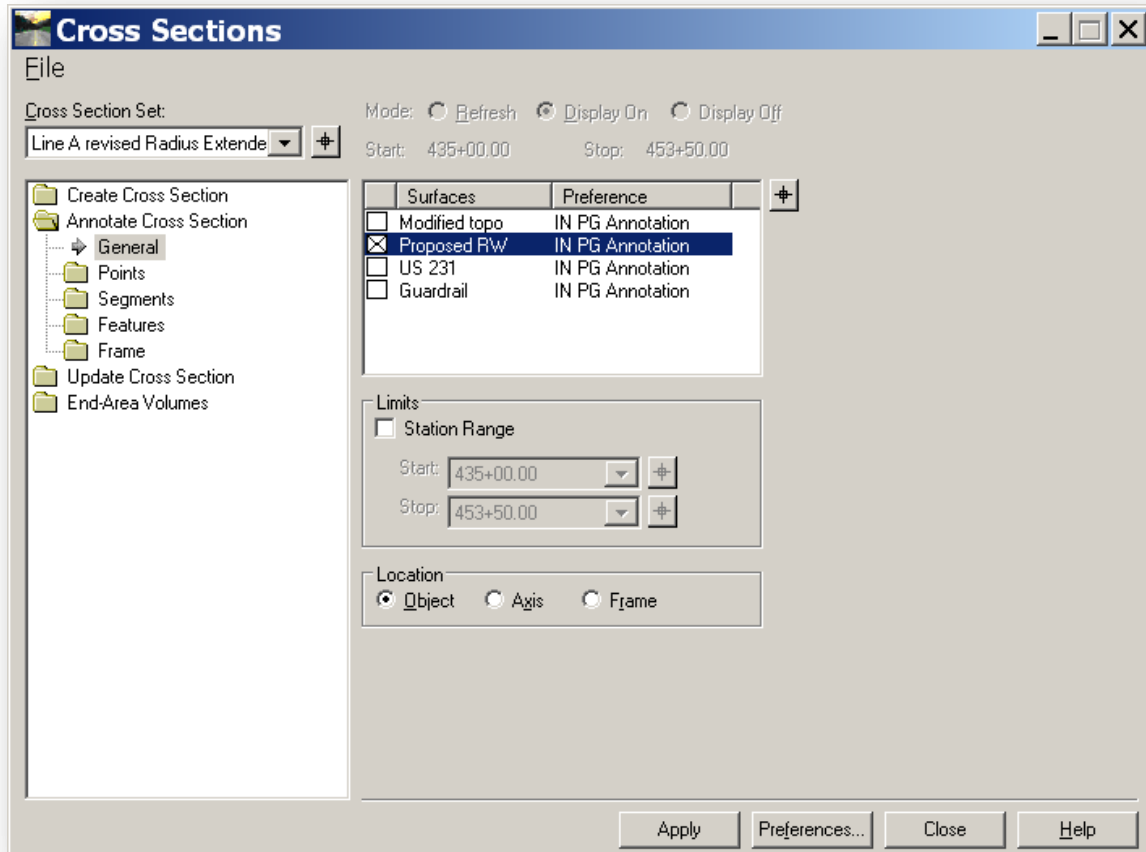 Cross Sections
File
Cross Section Set:
Line A revised Radius Extende
Mode: Refresh Display On Display Off
Start: 435+00.00 Stop: 453+50.00
Create Cross Section
Annotate Cross Section
General
Points
Segments
Features
Frame
Update Cross Section
End-Area Volumes
Surfaces Preference
Modified topo IN PG Annotation
Proposed RW IN PG Annotation
US 231 IN PG Annotation
Guardrail IN PG Annotation
Limits
Station Range
Start: 435+00.00
Stop: 453+50.00
Location
Object Axis Frame
Apply Preferences... Close Help